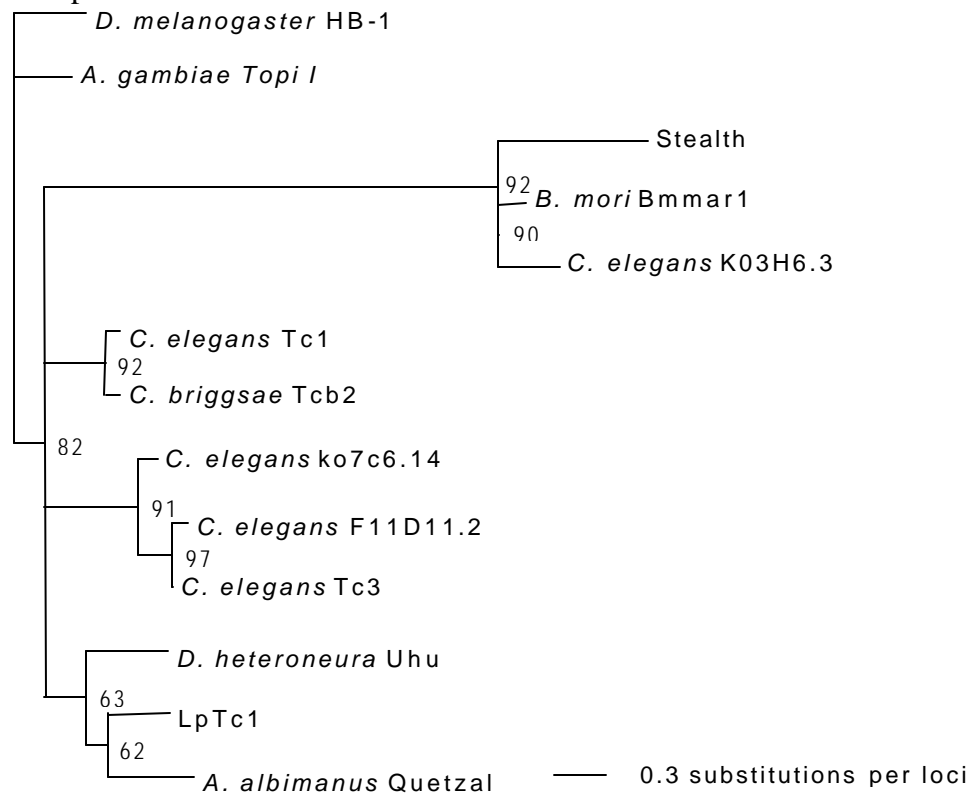 D. melanogaster HB-1
A. gambiae Topi I
Stealth
92
B. mori Bmmar1
90
C. elegans K03H6.3
C. elegans Tc1
92
C. briggsae Tcb2
82
C. elegans ko7c6.14
91
C. elegans F11D11.2
97
C. elegans Tc3
D. heteroneura Uhu
63
LpTc1
62
A. albimanus Quetzal
0.3 substitutions per loci